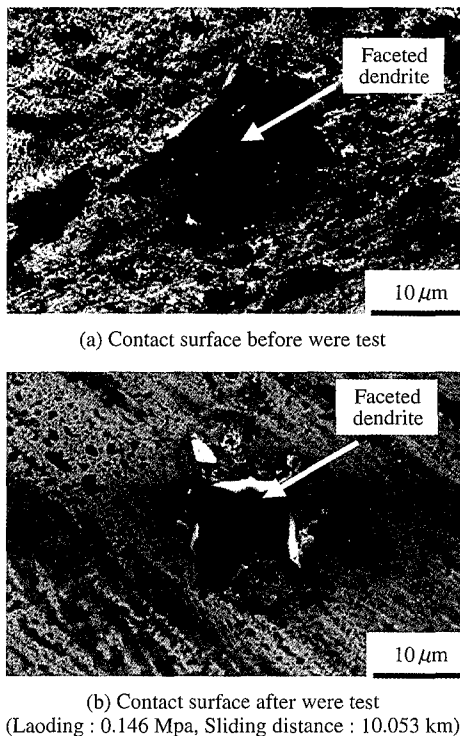 Faceted
dendrite
10 μm
(a) Contact surface before were test
Faceted
dendrite
10 μm
(b) Contact surface after were test
(Laoding : 0.146 Mpa, Sliding distance : 10.053 km)